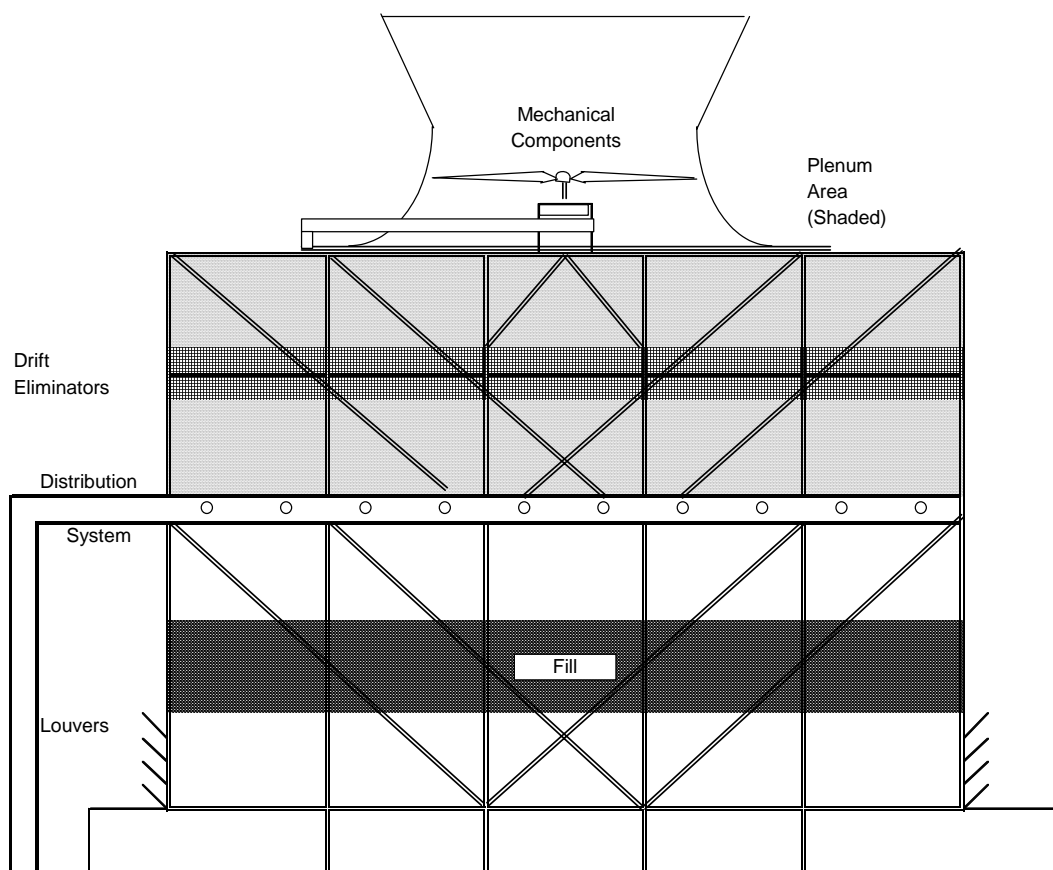 Mechanical
Components
Plenum
Area
(Shaded)
Drift
Eliminators
Distribution
System
Fill
Louvers